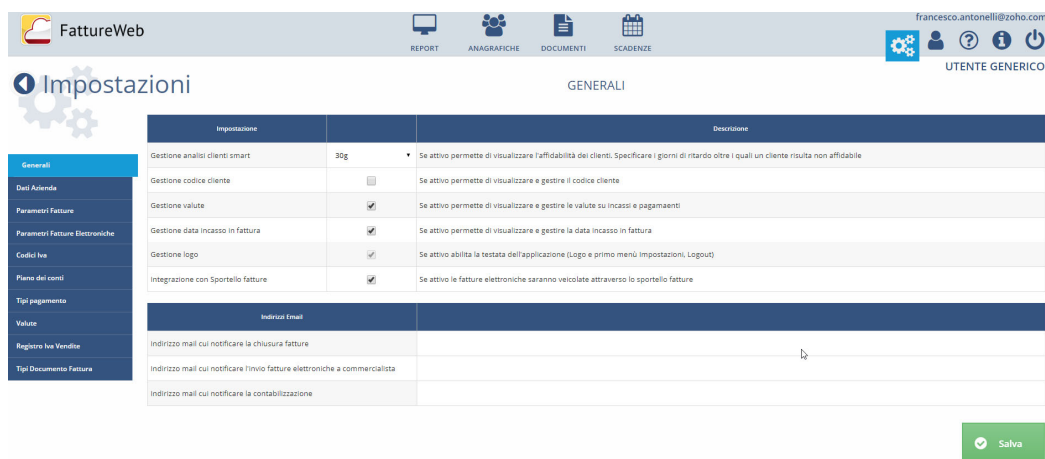 FattureWeb
REPORT
ANAGRAFICHE
DOCUMENTI
SCADENZE
francesco.antonelli@zoho.com
UTENTE GENERICO
Impostazioni
GENERALI
Generali
Dati Azienda
Parametri Fatture
Parametri Fatture Elettroniche
Codici Iva
Piano dei conti
Tipi pagamento
Valute
Registro Iva Vendite
Tipi Documento Fattura
Impostazione Descrizione
Gestione analisi clienti smart 30g Se attivo permette di visualizzare l'affidabilità dei clienti. Specificare i giorni di ritardo oltre i quali un cliente risulta non affidabile
Gestione codice cliente Se attivo permette di visualizzare e gestire il codice cliente
Gestione valute Se attivo permette di visualizzare e gestire le valute su incassi e pagamaenti
Gestione data incasso in fattura Se attivo permette di visualizzare e gestire la data incasso in fattura
Gestione logo Se attivo abilita la testata dell'applicazione (Logo e primo menù Impostazioni, Logout)
Integrazione con Sportello fatture Se attivo le fatture elettroniche saranno veicolate attraverso lo sportello fatture
Indirizzi Email
Indirizzo mail cui notificare la chiusura fatture
Indirizzo mail cui notificare l'invio fatture elettroniche a commercialista
Indirizzo mail cui notificare la contabilizzazione
Salva